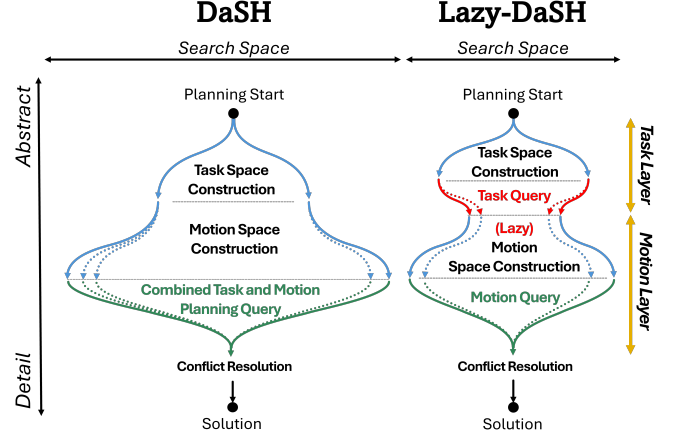 DaSH
Lazy-DaSH
Search Space
Search Space
Abstract
Detail
Planning Start
Task Space
Construction
Motion Space
Construction
Combined Task and Motion
Planning Query
Conflict Resolution
Solution
Planning Start
Task Space
Construction
Task Query
(Lazy)
Motion
Space Construction
Motion Query
Conflict Resolution
Solution
Task Layer
Motion Layer